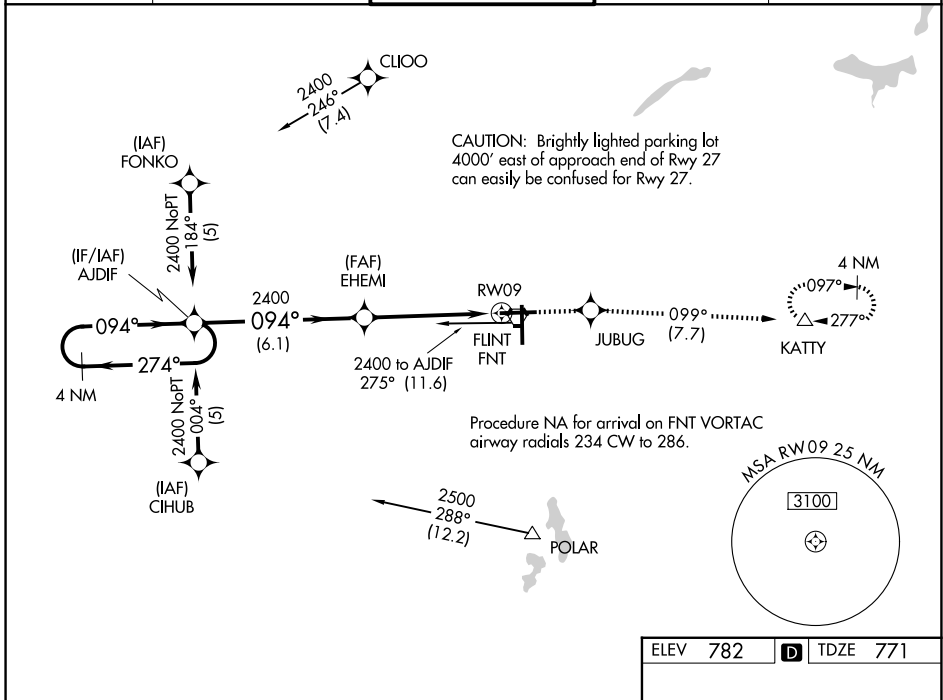 CLIOO
2400
246°
(7.4)
(IAF)
FONKO
CAUTION: Brightly lighted parking lot
4000' east of approach end of Rwy 27
can easily be confused for Rwy 27.
2400 NoPT
184°
(5)
(IF/IAF)
AJDIF
(FAF)
EHEMI
4 NM
097°
277°
KATTY
RW09
2400
094°
(6.1)
094°
274°
4 NM
FLINT
FNT
JUBUG
099°
(7.7)
2400 to AJDIF
275° (11.6)
2400 NoPT
004°
(5)
(IAF)
CIHUB
Procedure NA for arrival on FNT VORTAC
airway radials 234 CW to 286.
MSA RW09 25 NM
3100
2500
288°
(12.2)
POLAR
ELEV 782 D TDZE 771